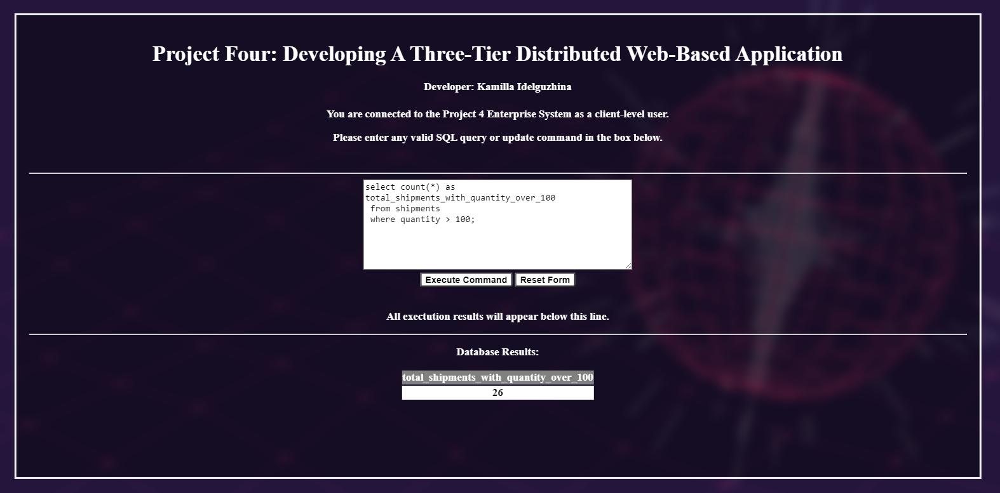 Project Four: Developing A Three-Tier Distributed Web-Based Application
Developer: Kamilla Idelguzhina
You are connected to the Project 4 Enterprise System as a client-level user.
Please enter any valid SQL query or update command in the box below.
select count(*) as
total_shipments_with_quantity_over_100
from shipments
where quantity > 100;
Execute Command Reset Form
All exectution results will appear below this line.
Database Results:
total_shipments_with_quantity_over_100
26